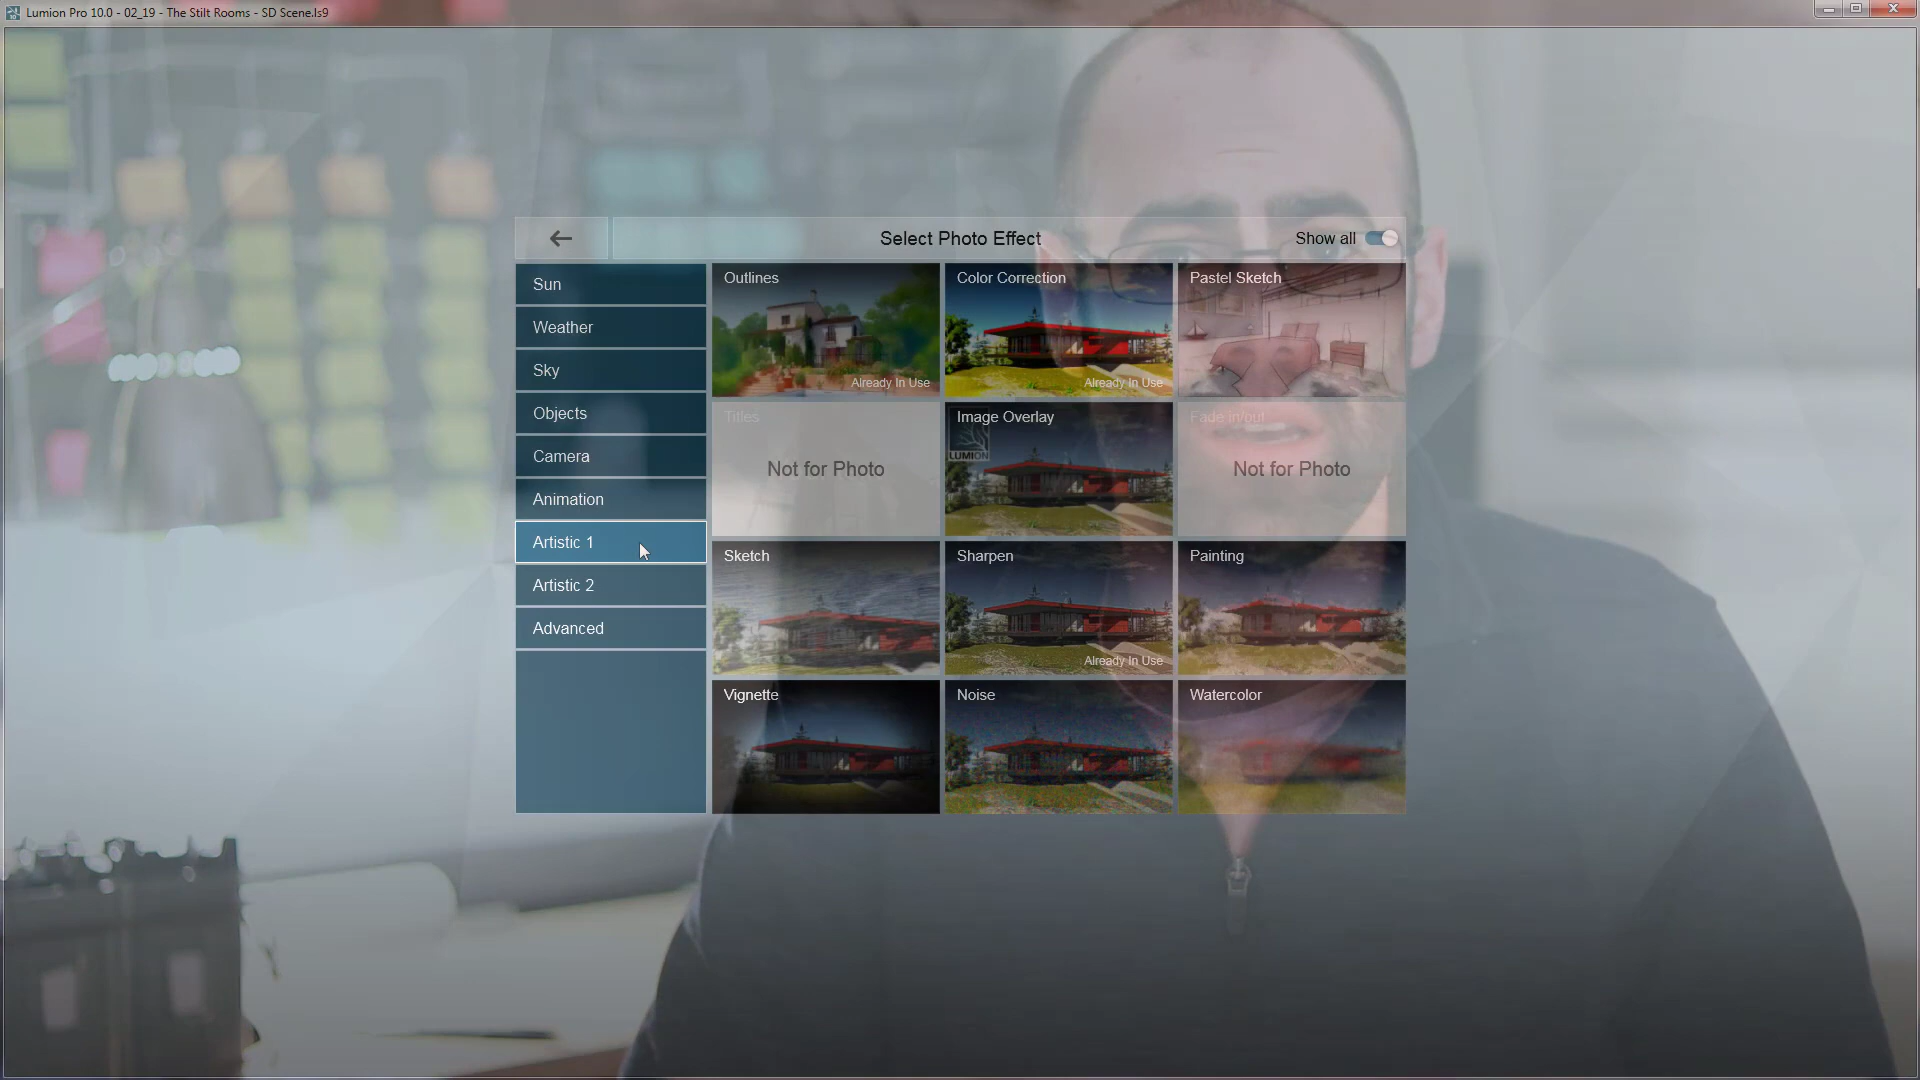 Lumion Pro 10.0 - 02_19 - The Stilt Rooms - SD Scene.ls9
Select Photo Effect
Show all
Sun
Weather
Sky
Objects
Camera
Animation
Artistic 1
Artistic 2
Advanced
Outlines
Already In Use
Color Correction
Already In Use
Pastel Sketch
Titles
Not for Photo
Image Overlay
LUMION
Fade in/out
Not for Photo
Sketch
Sharpen
Already In Use
Painting
Vignette
Noise
Watercolor